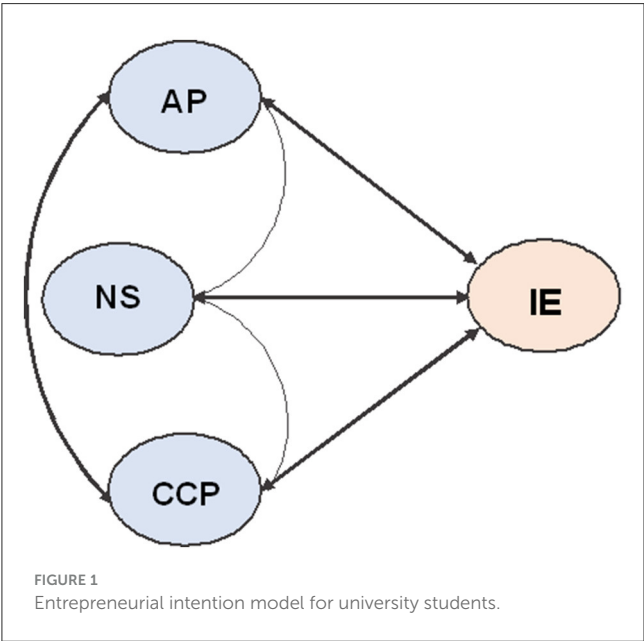 AP
NS
IE
CCP
FIGURE 1
Entrepreneurial intention model for university students.